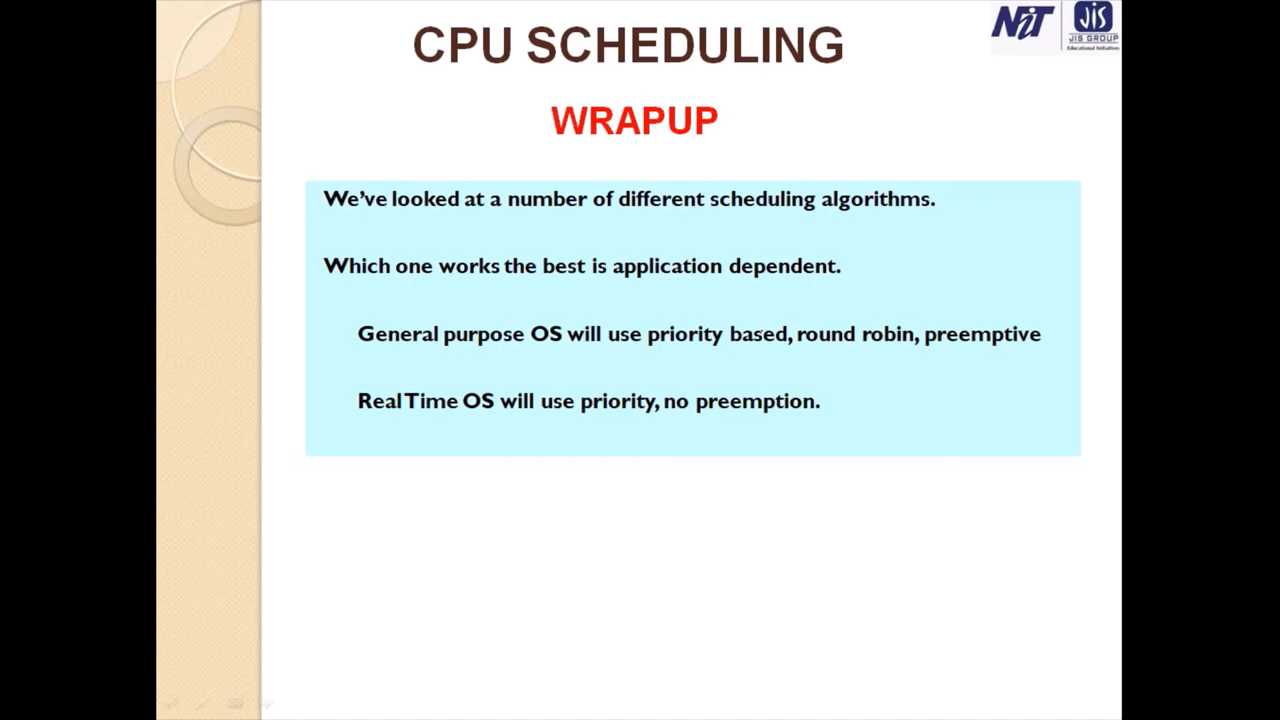 CPU SCHEDULING
NiT
JIS
JIS GROUP
Educational Initiatives
WRAPUP
We've looked at a number of different scheduling algorithms.
Which one works the best is application dependent.
General purpose OS will use priority based, round robin, preemptive
Real Time OS will use priority, no preemption.